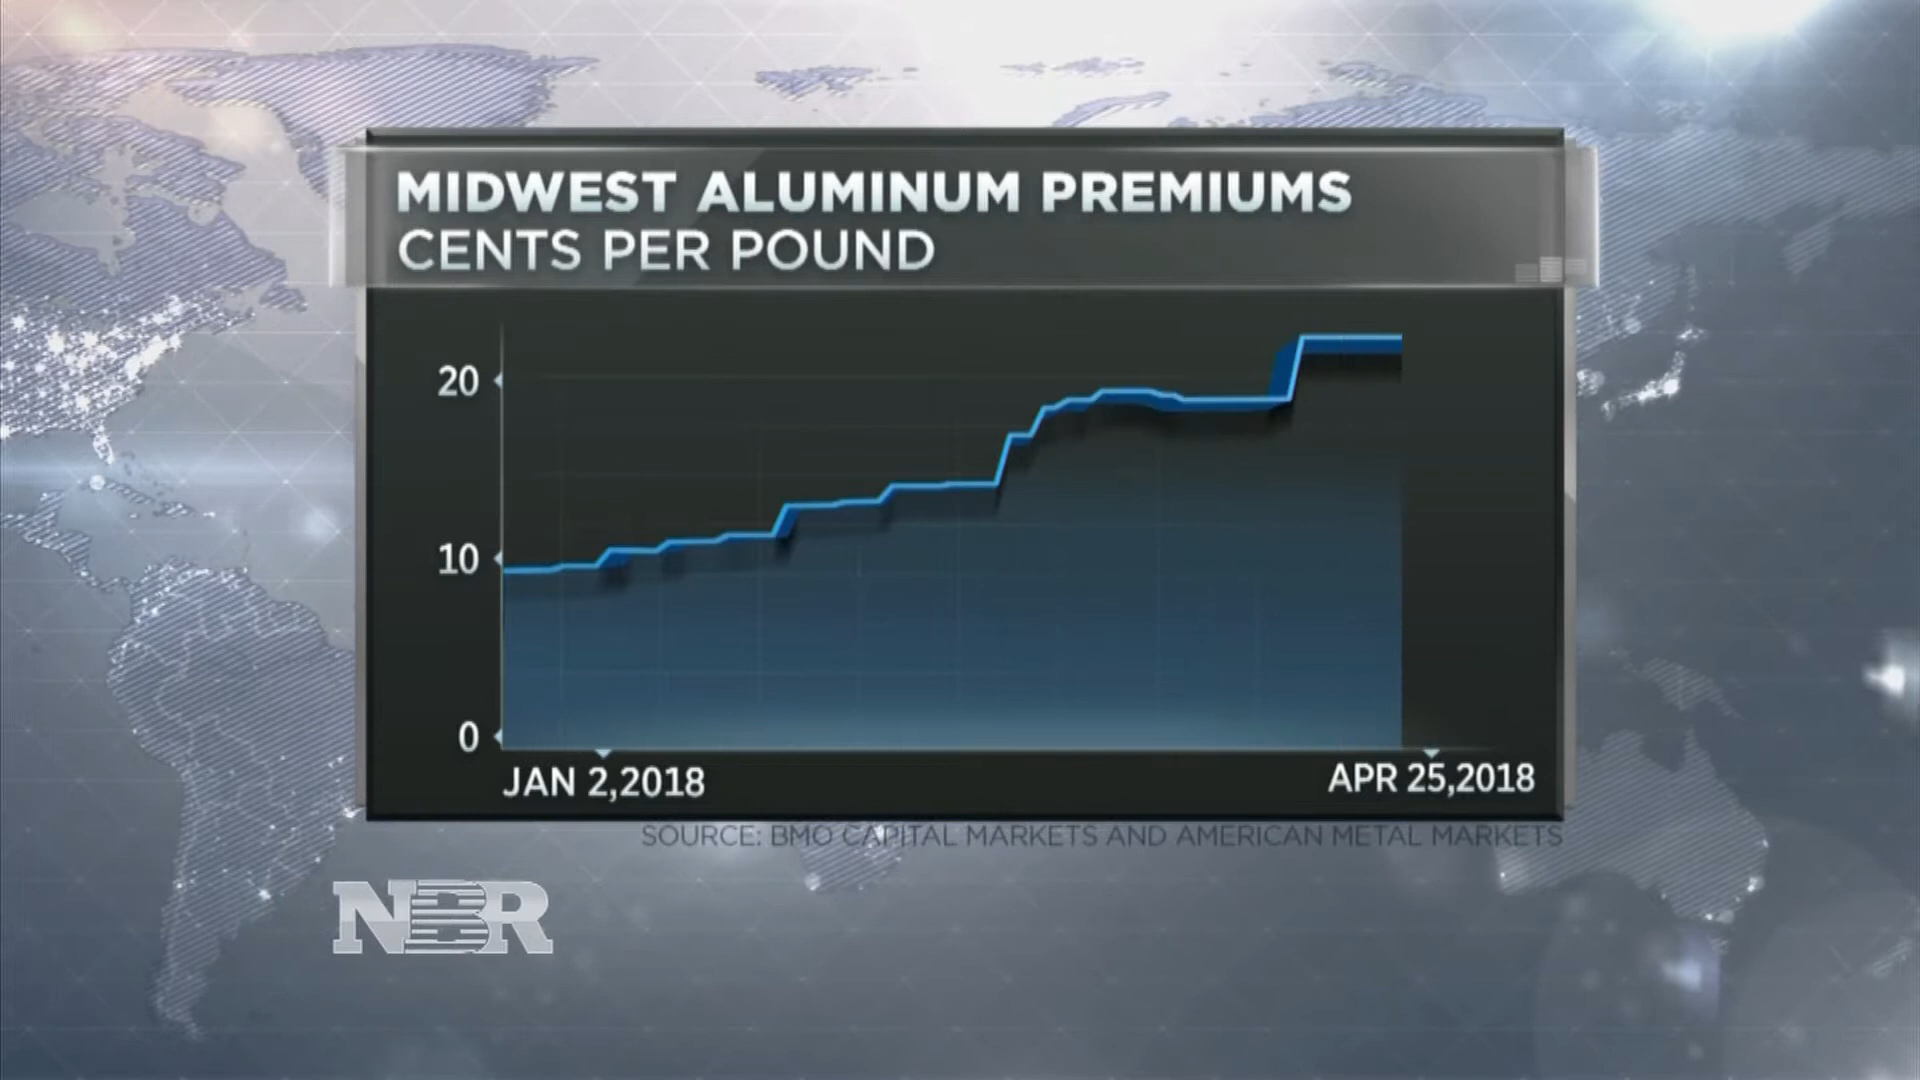 MIDWEST ALUMINUM PREMIUMS
CENTS PER POUND
20
10
0
JAN 2,2018
APR 25,2018
SOURCE: BMO CAPITAL MARKETS AND AMERICAN METAL MARKETS
NBR